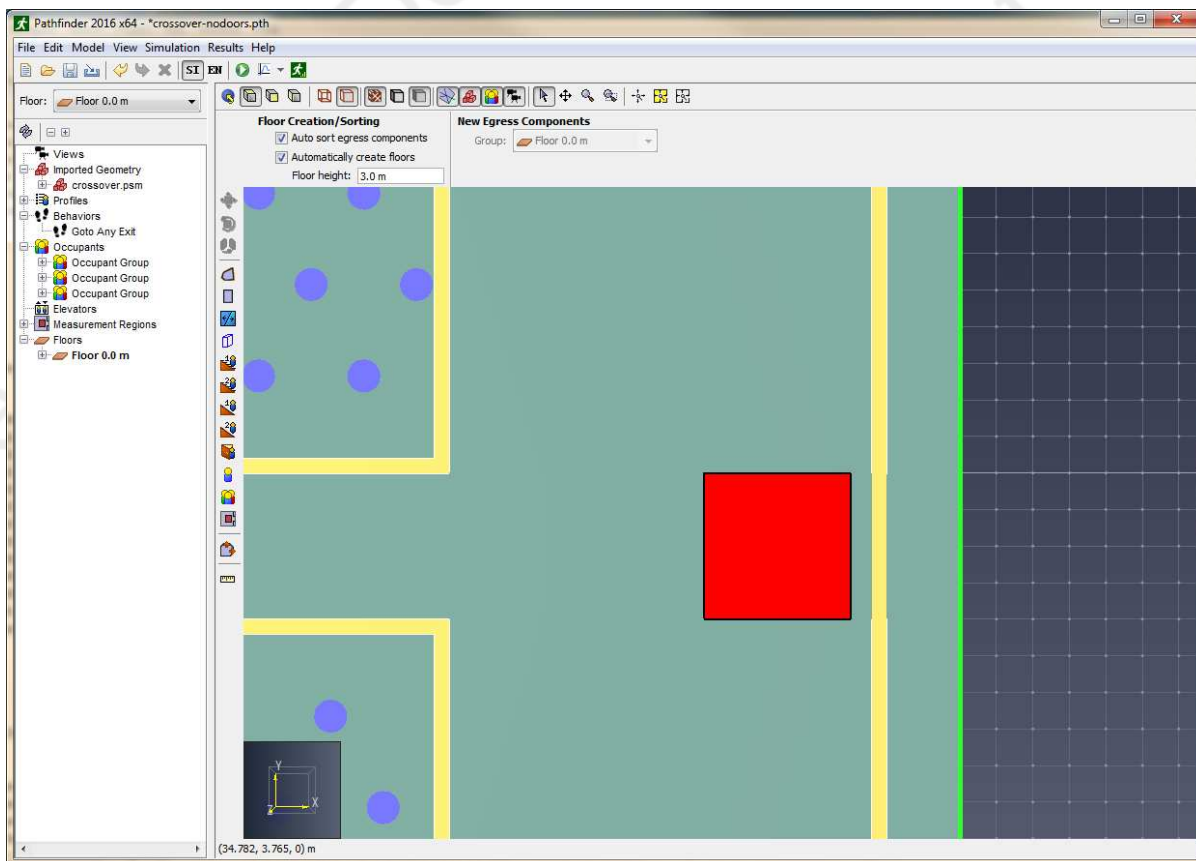 Pathfinder 2016 x64 - *crossover-nodoors.pth
File Edit Model View Simulation Results Help
SI EN
Floor: Floor 0.0 m
Floor Creation/Sorting
Auto sort egress components
Automatically create floors
Floor height: 3.0 m
New Egress Components
Group: Floor 0.0 m
Views
Imported Geometry
crossover.psm
Profiles
Behaviors
Goto Any Exit
Occupants
Occupant Group
Occupant Group
Occupant Group
Elevators
Measurement Regions
Floors
Floor 0.0 m
Y
X
Z
(34.782, 3.765, 0) m